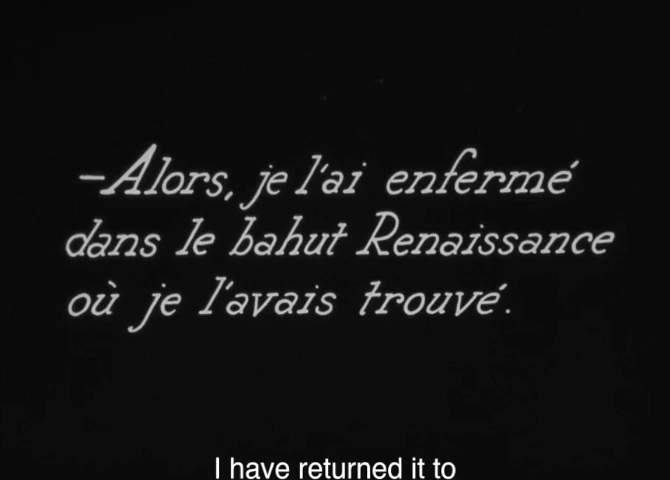 –Alors, je l'ai enfermé
dans le bahut Renaissance
où je l'avais trouvé.
I have returned it to